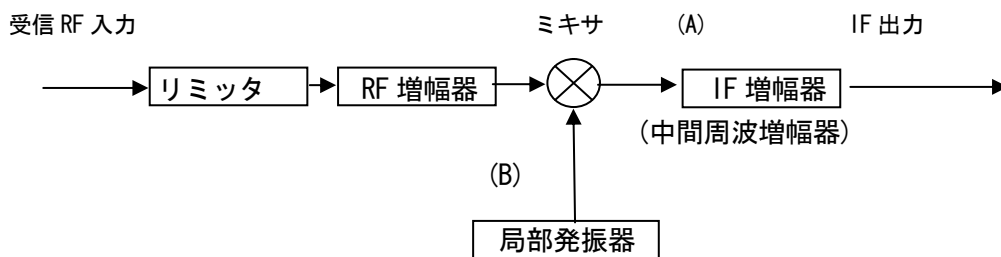 受信 RF 入力
ミキサ
(A)
IF 出力
リミッタ
RF 増幅器
IF 増幅器
(中間周波増幅器)
(B)
局部発振器